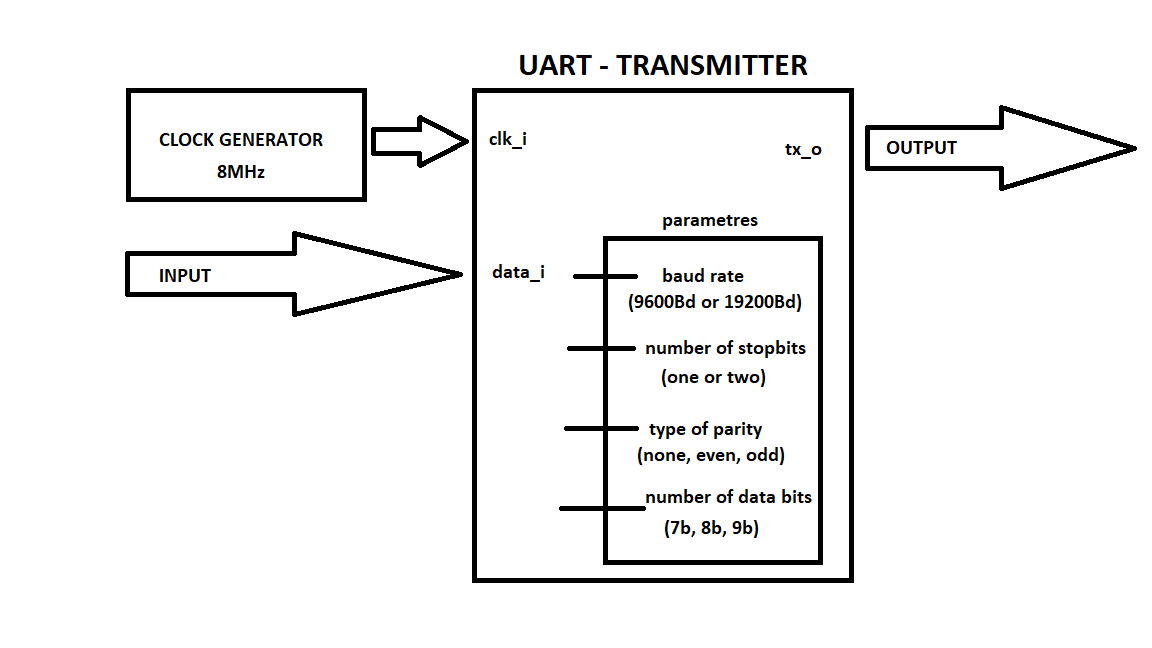 UART - TRANSMITTER
CLOCK GENERATOR
8MHz
clk_i
tx_o
OUTPUT
INPUT
data_i
parametres
baud rate
(9600Bd or 19200Bd)
number of stopbits
(one or two)
type of parity
(none, even, odd)
number of data bits
(7b, 8b, 9b)